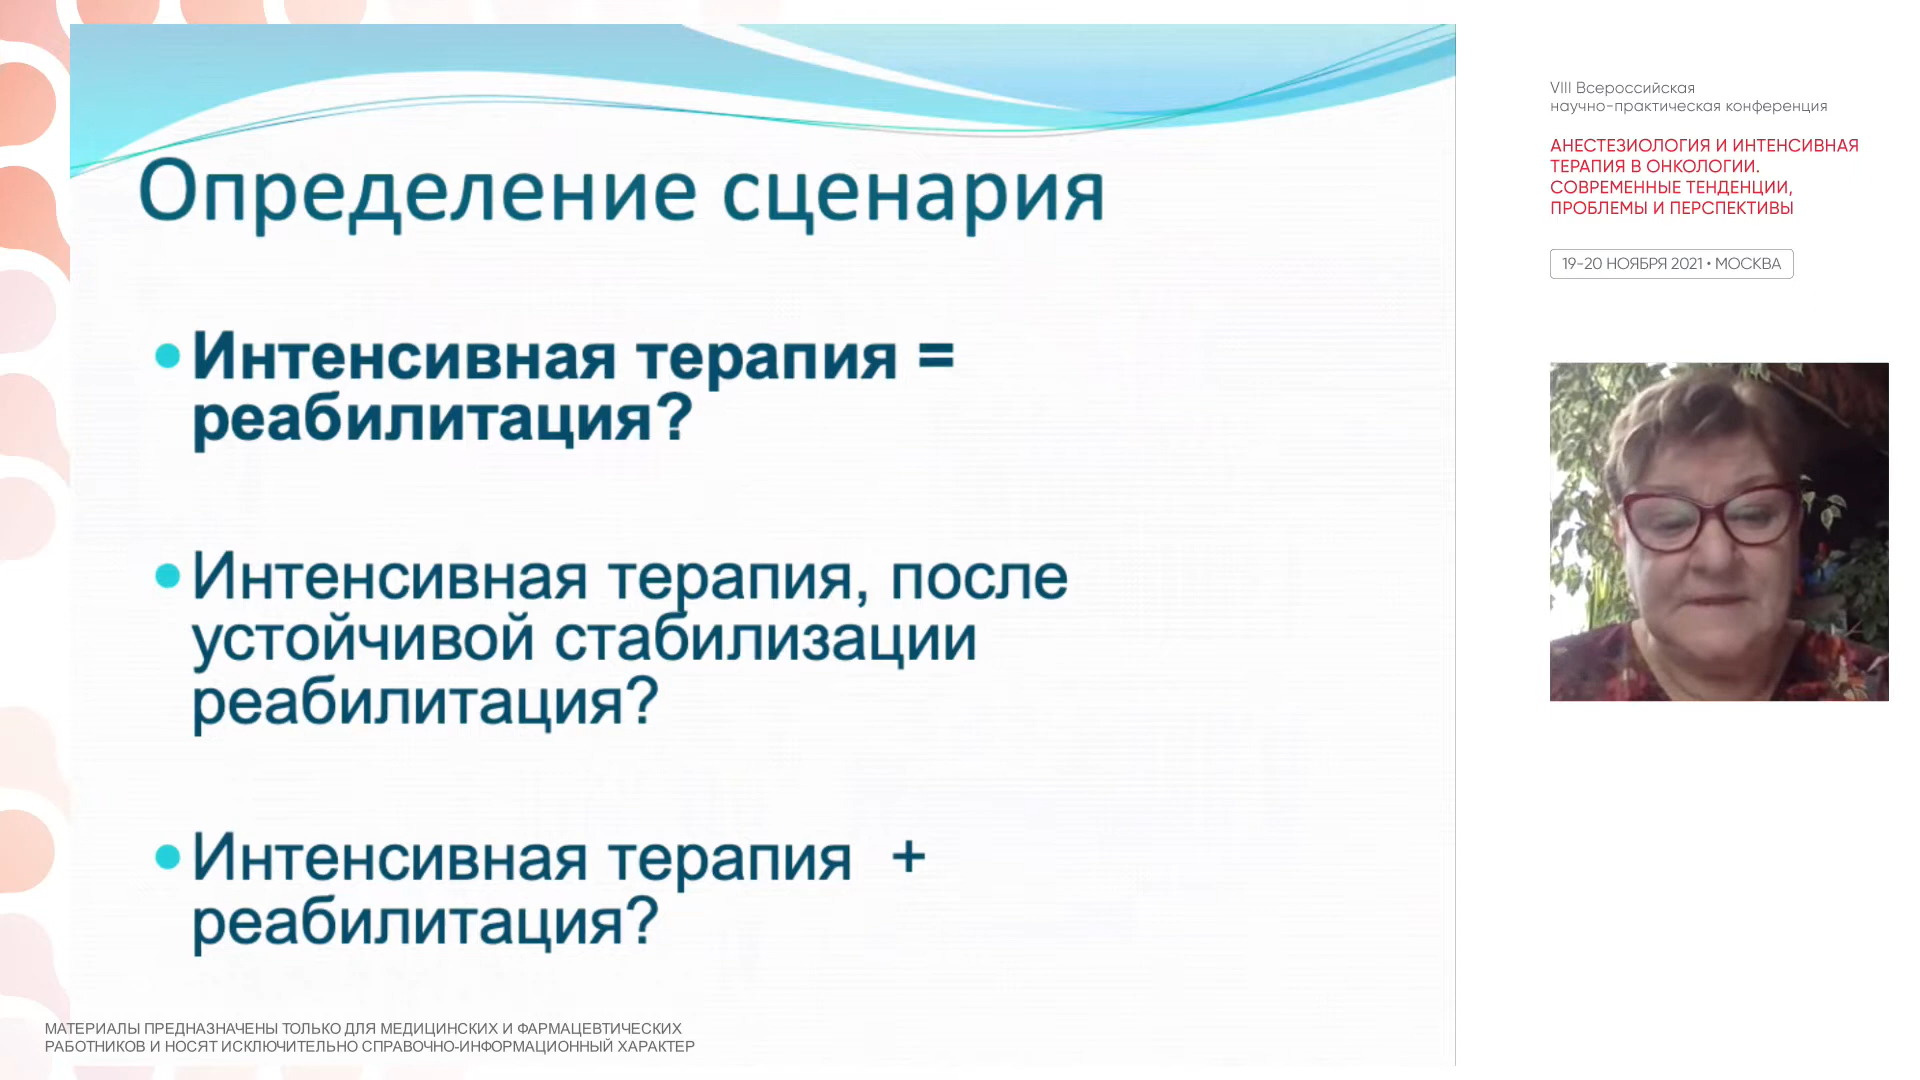 Определение сценария
Интенсивная терапия =
реабилитация?
Интенсивная терапия, после
устойчивой стабилизации
реабилитация?
Интенсивная терапия +
реабилитация?
МАТЕРИАЛЫ ПРЕДНАЗНАЧЕНЫ ТОЛЬКО ДЛЯ МЕДИЦИНСКИХ И ФАРМАЦЕВТИЧЕСКИХ
РАБОТНИКОВ И НОСЯТ ИСКЛЮЧИТЕЛЬНО СПРАВОЧНО-ИНФОРМАЦИОННЫЙ ХАРАКТЕР
VIII Всероссийская
научно-практическая конференция
АНЕСТЕЗИОЛОГИЯ И ИНТЕНСИВНАЯ
ТЕРАПИЯ В ОНКОЛОГИИ.
СОВРЕМЕННЫЕ ТЕНДЕНЦИИ,
ПРОБЛЕМЫ И ПЕРСПЕКТИВЫ
19-20 НОЯБРЯ 2021 • МОСКВА